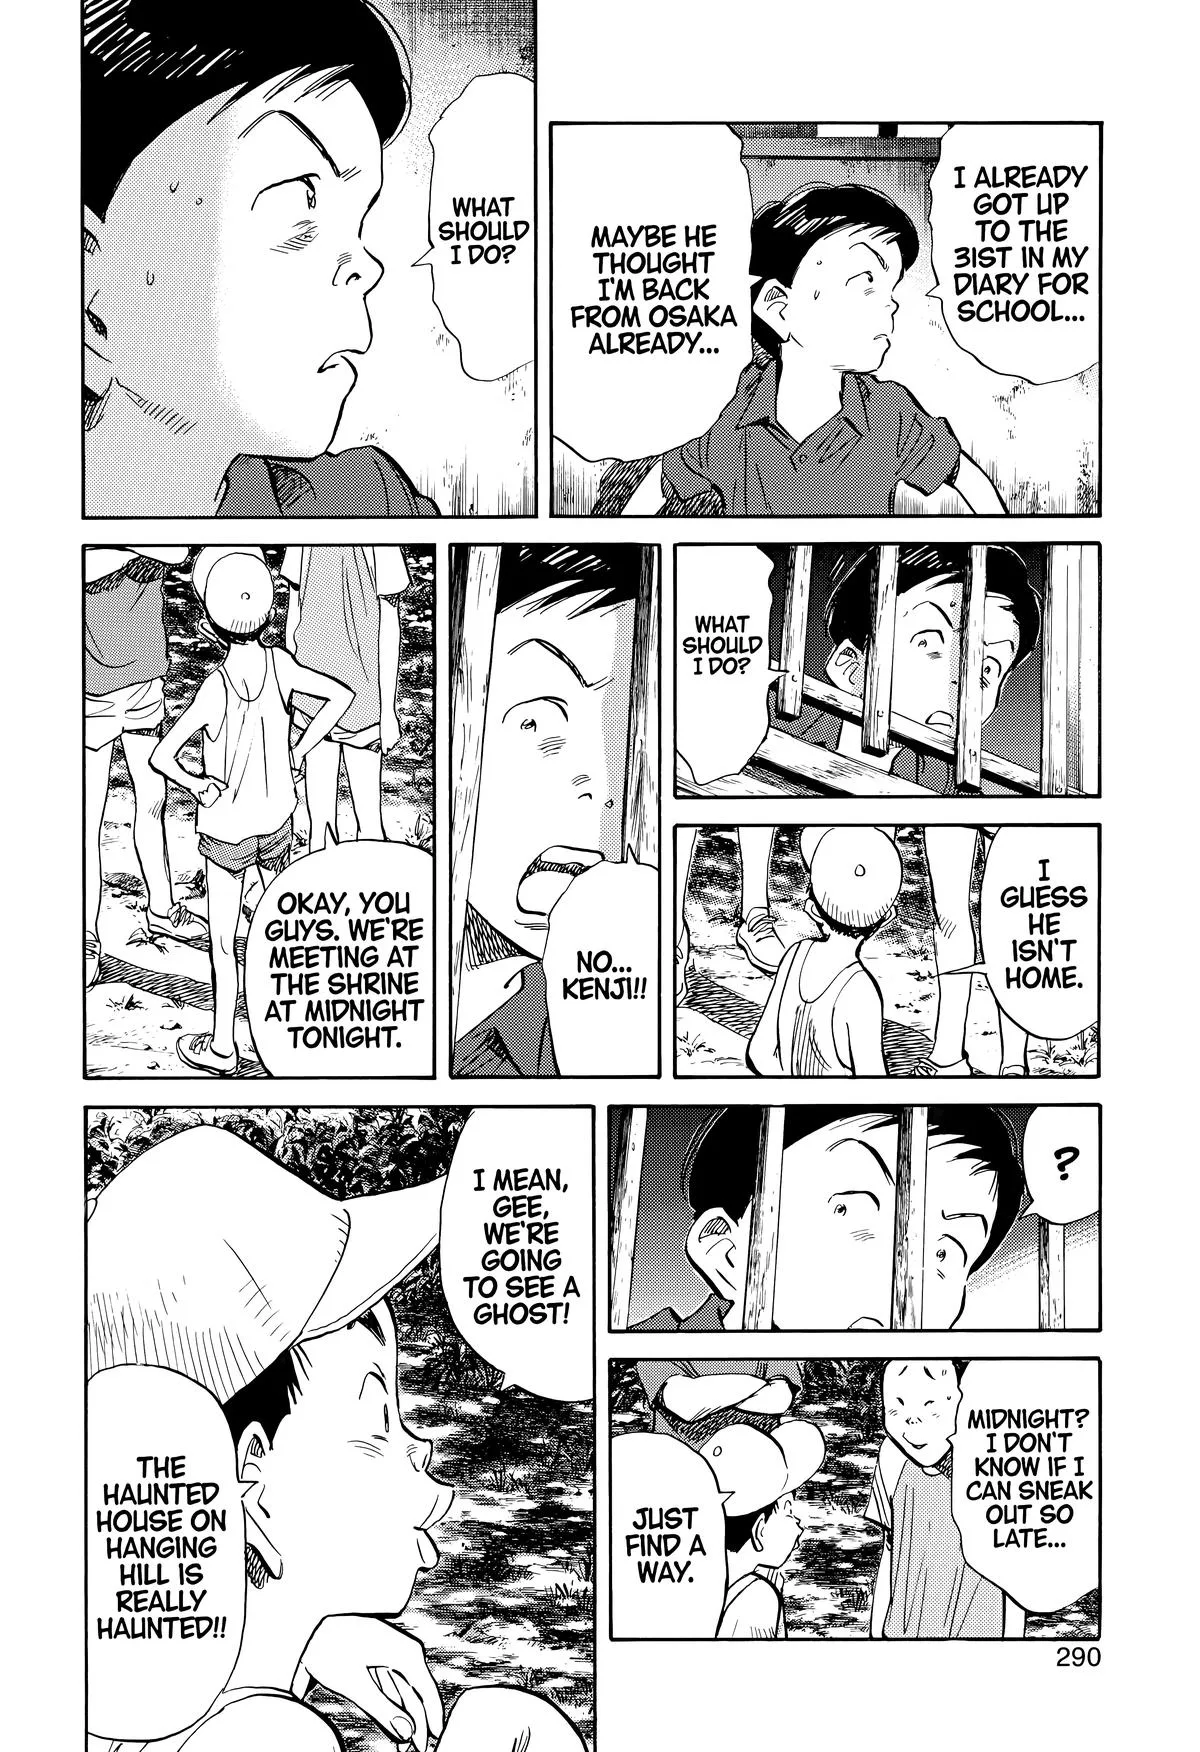 I ALREADY
GOT UP
TO THE
31ST IN MY
DIARY FOR
SCHOOL...
MAYBE HE
THOUGHT
I'M BACK
FROM OSAKA
ALREADY...
WHAT
SHOULD
I DO?
WHAT
SHOULD
I DO?
I
GUESS
HE
ISN'T
HOME.
NO...
KENJI!!
OKAY, YOU
GUYS. WE'RE
MEETING AT
THE SHRINE
AT MIDNIGHT
TONIGHT.
?
MIDNIGHT?
I DON'T
KNOW IF I
CAN SNEAK
OUT SO
LATE...
JUST
FIND A
WAY.
I MEAN,
GEE,
WE'RE
GOING
TO SEE A
GHOST!
THE
HAUNTED
HOUSE ON
HANGING
HILL IS
REALLY
HAUNTED!!
290